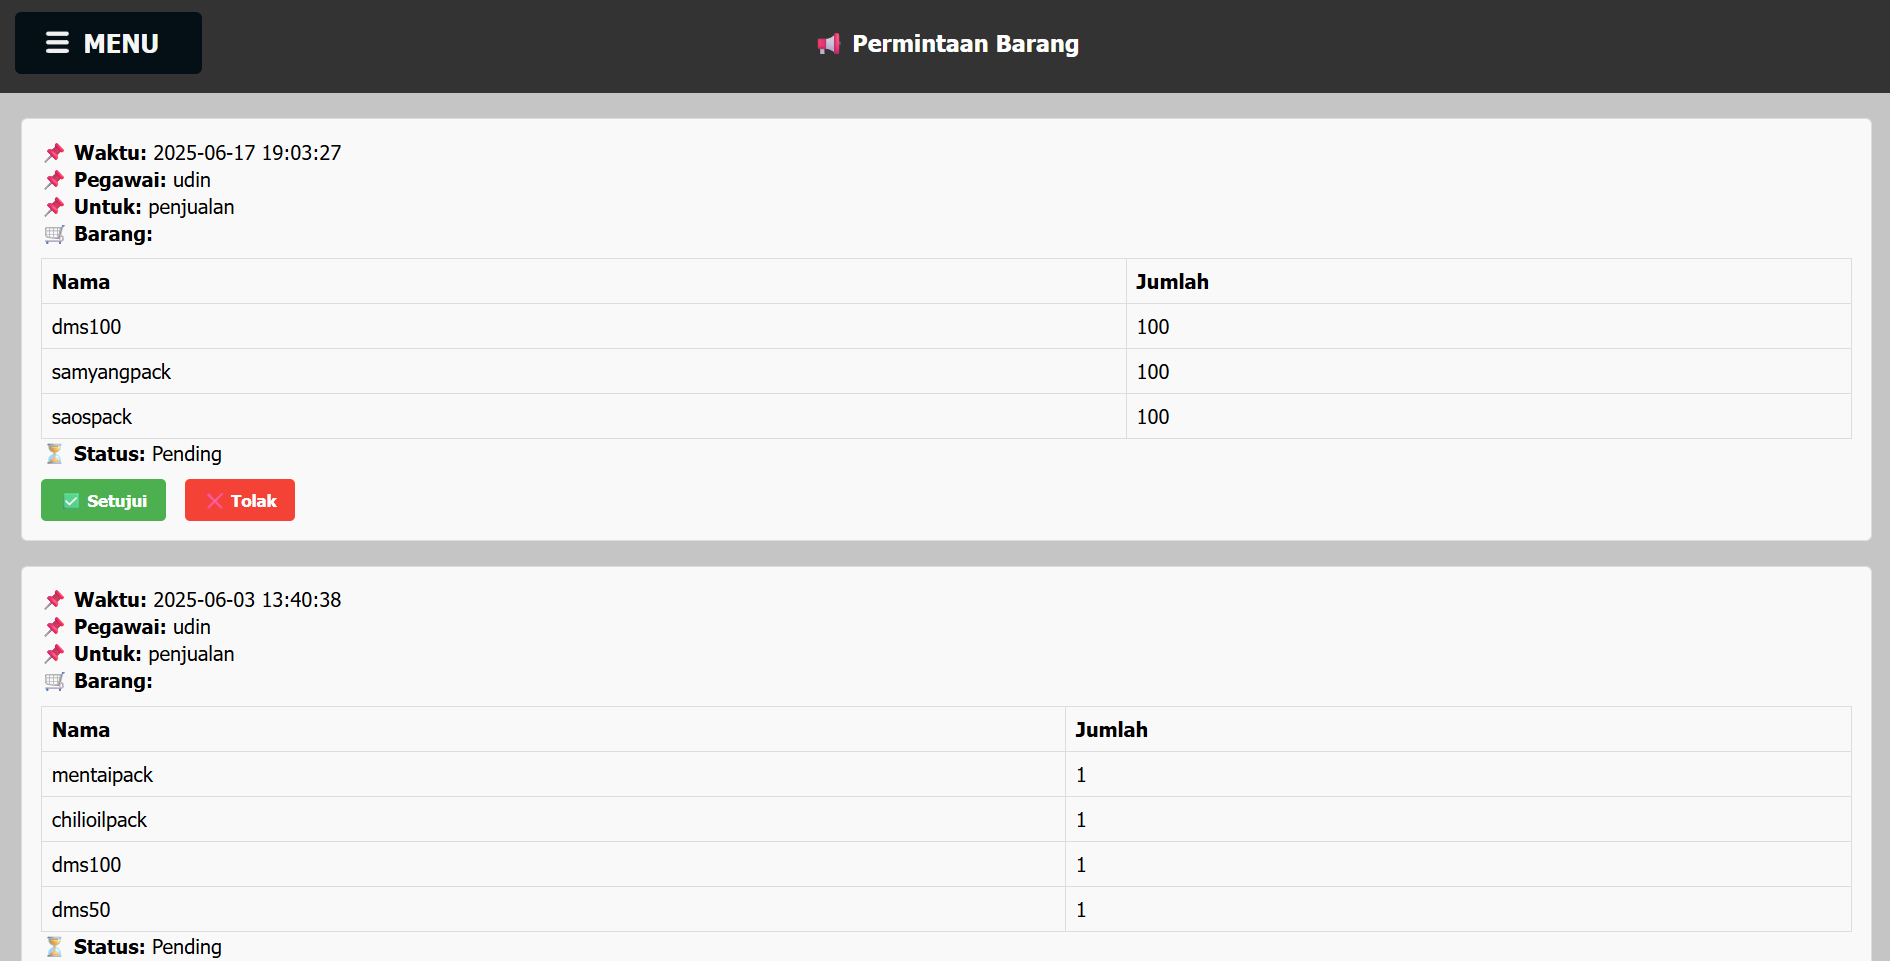 ☰ MENU
📢 Permintaan Barang
📌 Waktu: 2025-06-17 19:03:27
📌 Pegawai: udin
📌 Untuk: penjualan
🛒 Barang:
Nama Jumlah
dms100 100
samyangpack 100
saospack 100
⏳ Status: Pending
✅ Setujui ❌ Tolak
📌 Waktu: 2025-06-03 13:40:38
📌 Pegawai: udin
📌 Untuk: penjualan
🛒 Barang:
Nama Jumlah
mentaipack 1
chilioilpack 1
dms100 1
dms50 1
⏳ Status: Pending